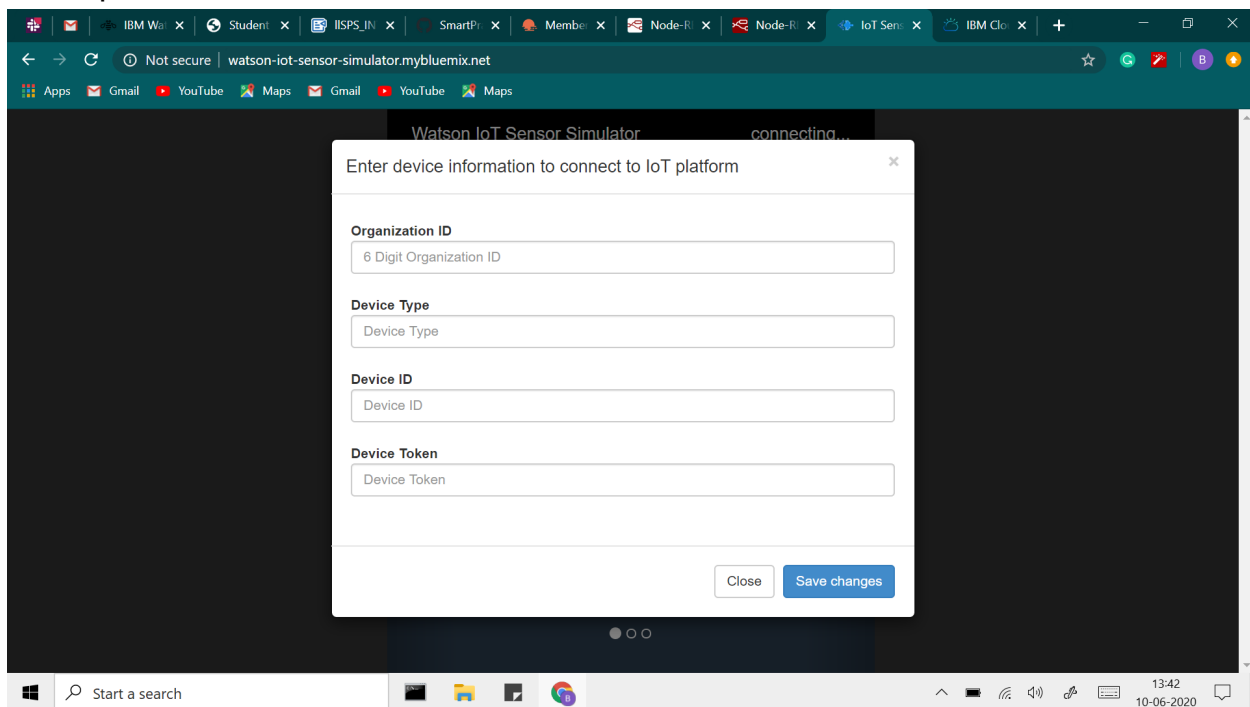 IBM Wat
Student
IISPS_IN
SmartPr
Member
Node-R
Node-R
IoT Sens
IBM Clou
Not secure | watson-iot-sensor-simulator.mybluemix.net
G
B
Apps Gmail YouTube Maps Gmail YouTube Maps
Watson IoT Sensor Simulator connecting...
Enter device information to connect to IoT platform
Organization ID
6 Digit Organization ID
Device Type
Device Type
Device ID
Device ID
Device Token
Device Token
Close Save changes
Start a search
13:42
10-06-2020